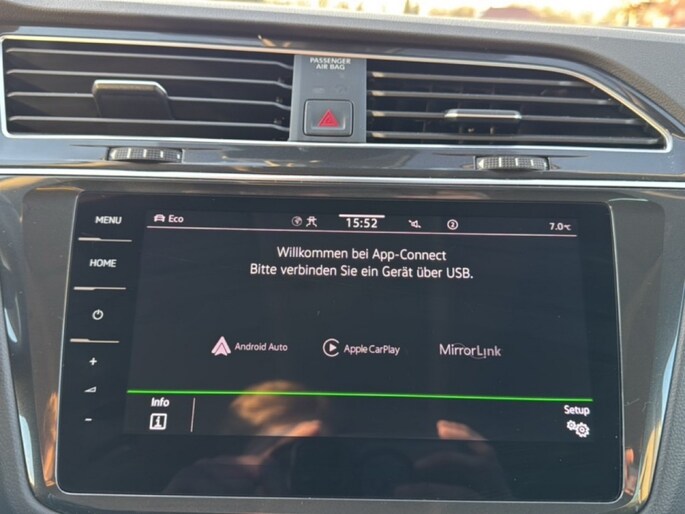 PASSENGER
AIR BAG
MENU
Eco
15:52
2
7.0°C
HOME
Willkommen bei App-Connect
Bitte verbinden Sie ein Gerät über USB.
Android Auto
Apple CarPlay
MirrorLink
+
-
Info
Setup